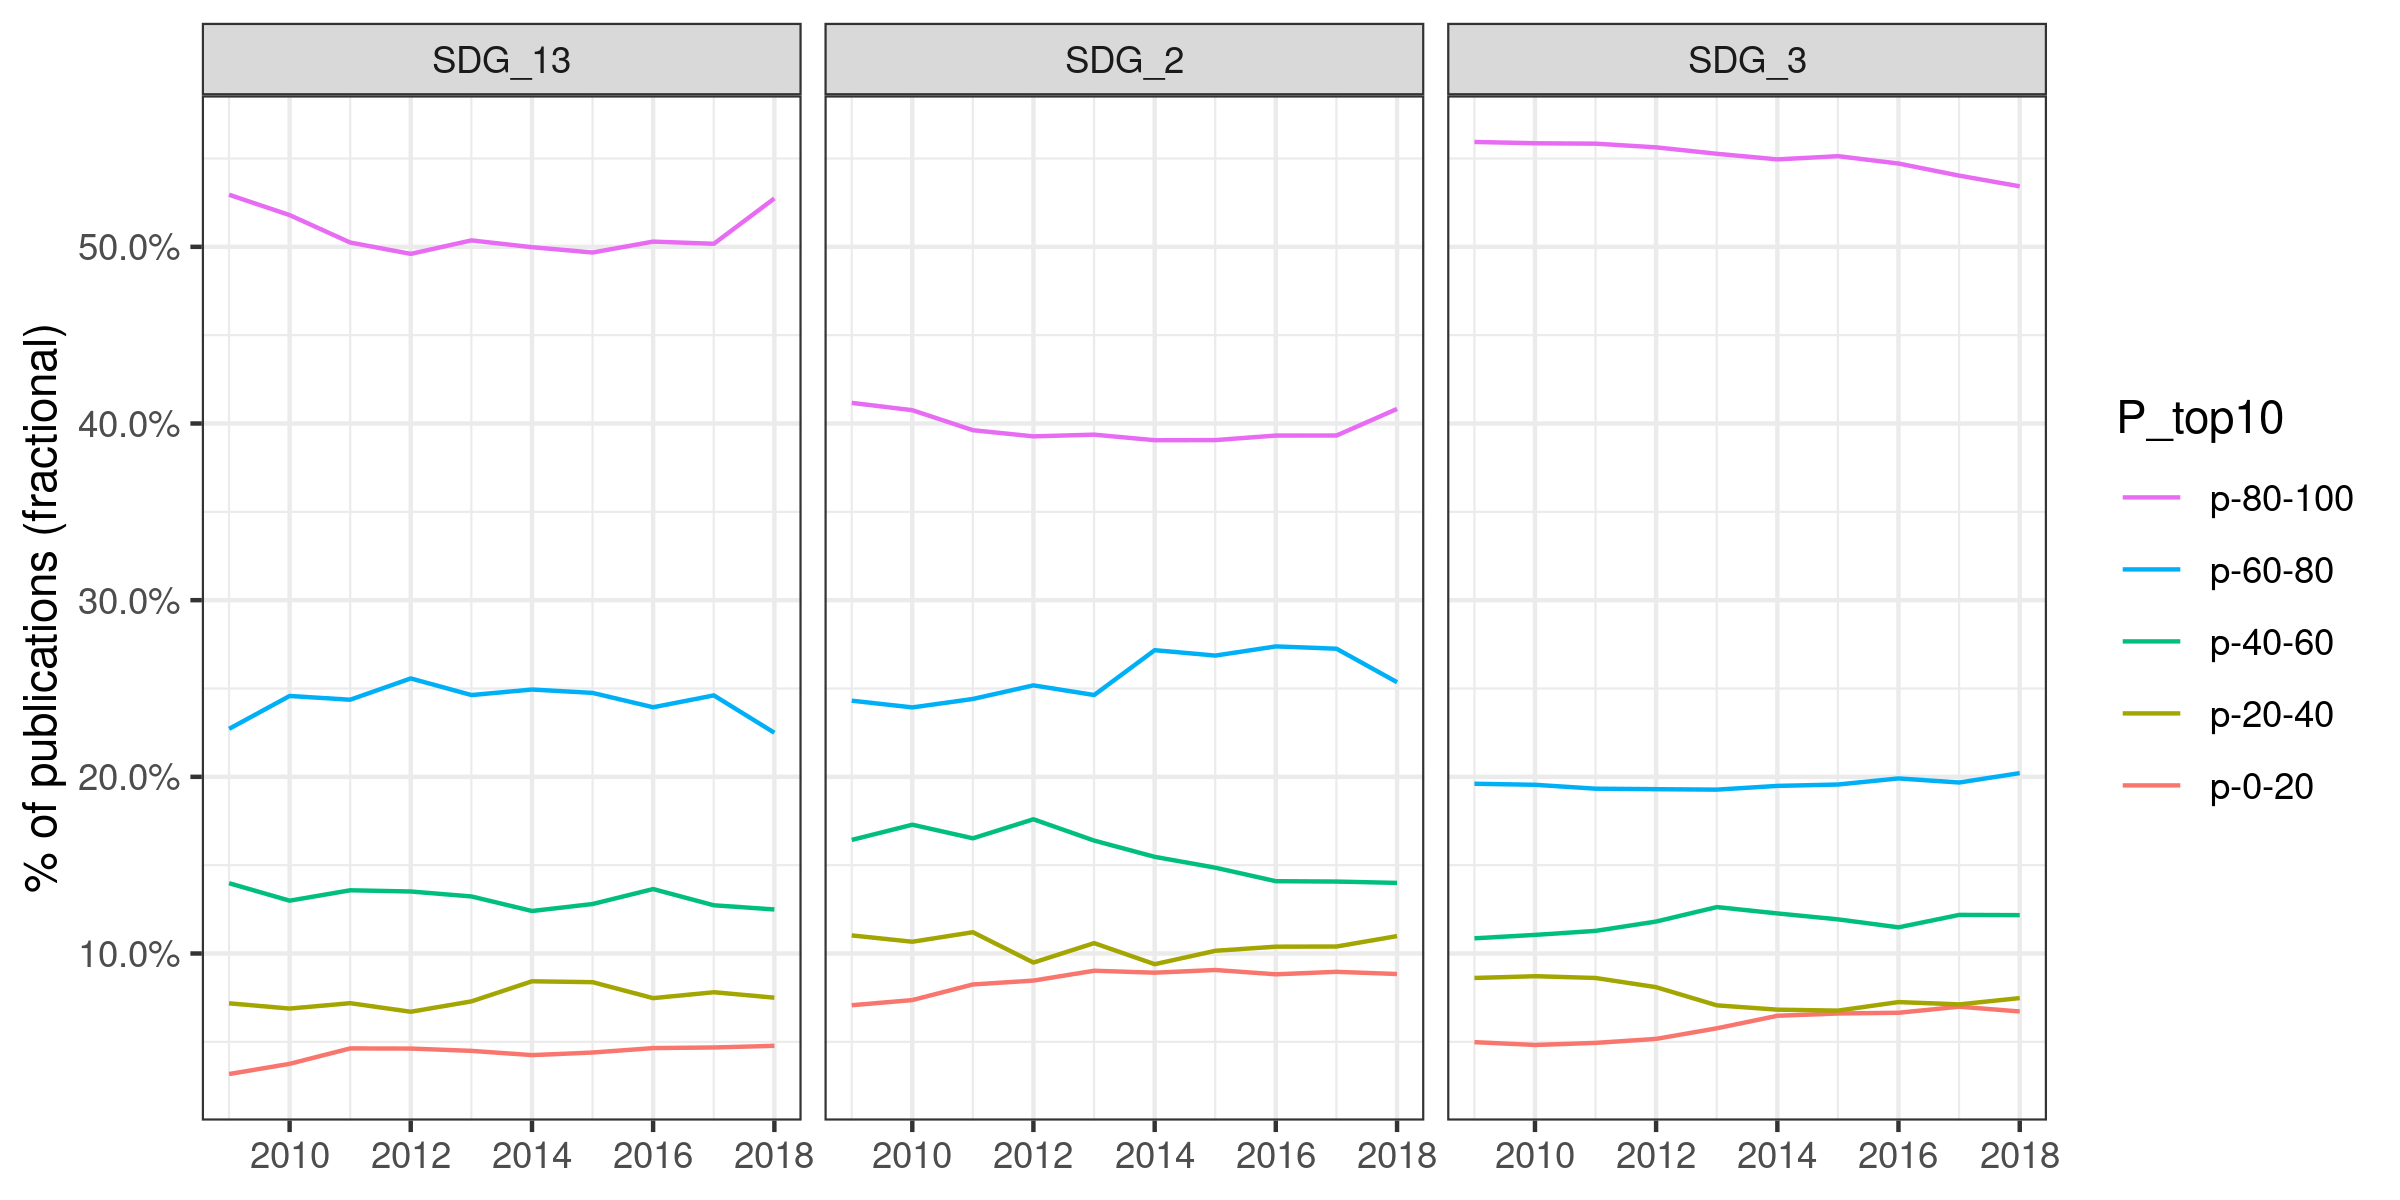 SDG_13
SDG_2
SDG_3
% of publications (fractional)
50.0%
40.0%
30.0%
20.0%
10.0%
2010 2012 2014 2016 2018
2010 2012 2014 2016 2018
2010 2012 2014 2016 2018
P_top10
p-80-100
p-60-80
p-40-60
p-20-40
p-0-20